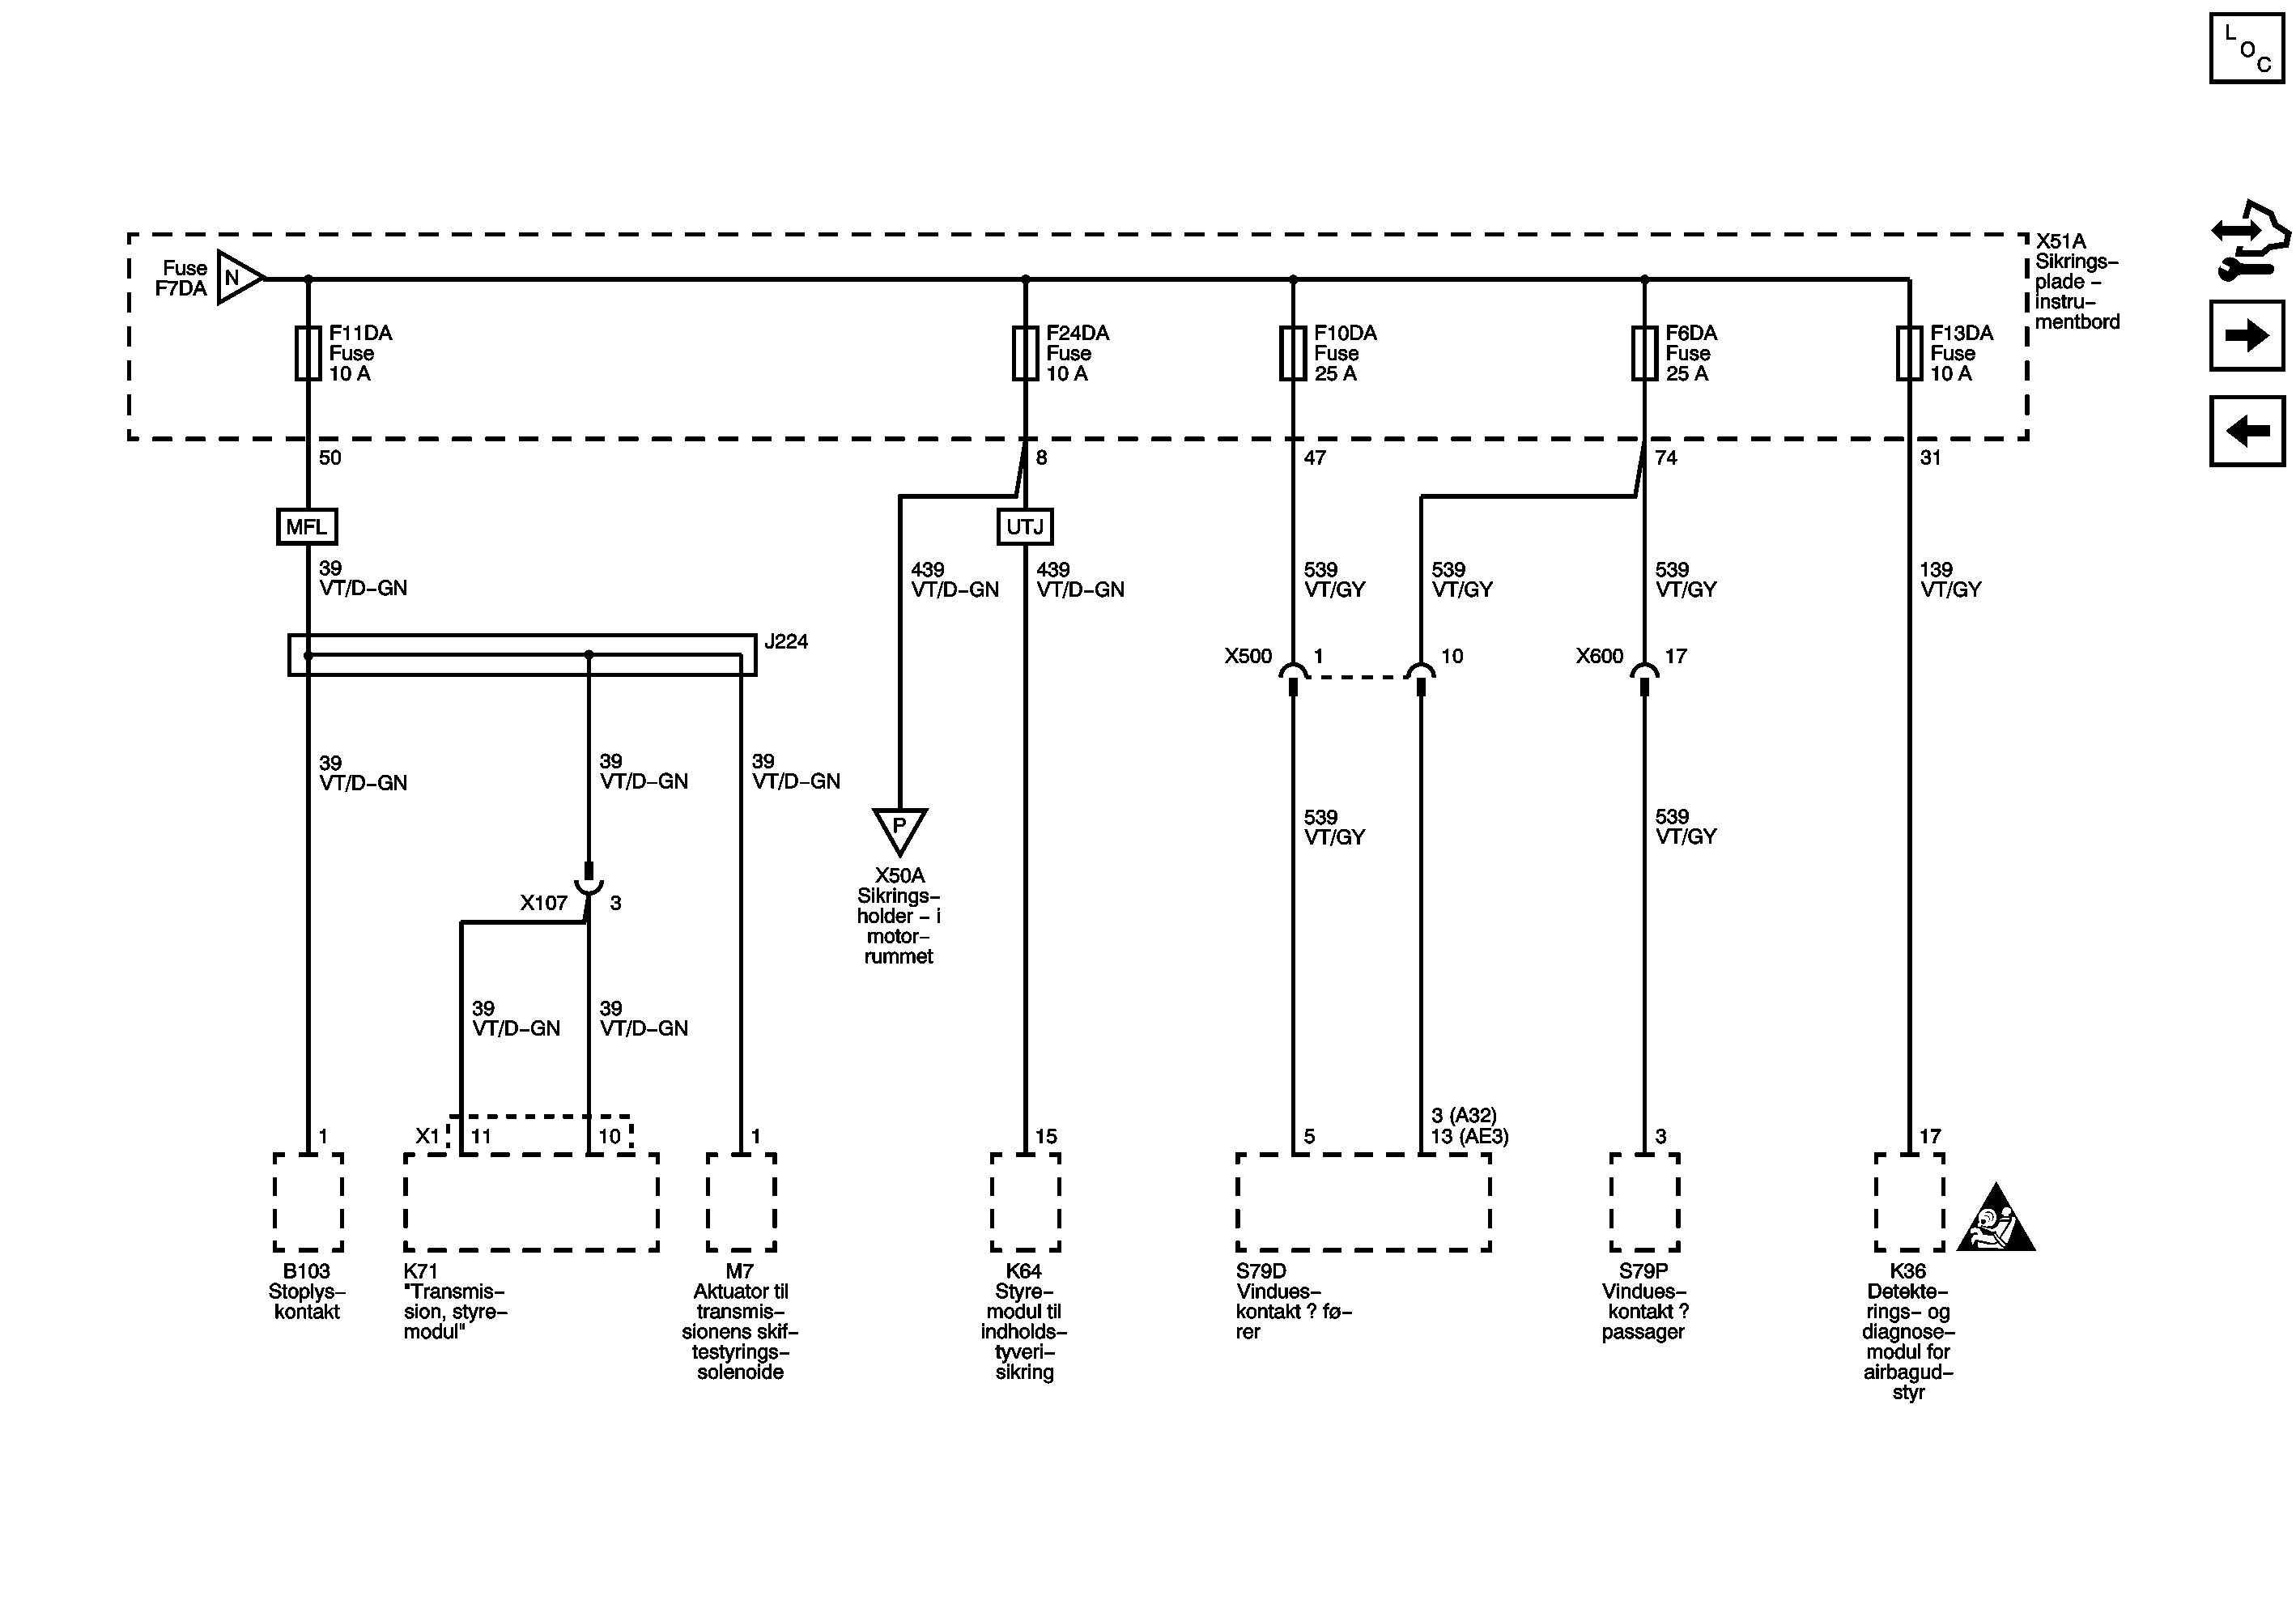 L
O
C
X51A
Sikrings–
plade –
instru–
mentbord
Fuse
F7DA
N
F11DA
Fuse
10 A
F24DA
Fuse
10 A
F10DA
Fuse
25 A
F6DA
Fuse
25 A
F13DA
Fuse
10 A
50
8
47
74
31
MFL
UTJ
39
VT/D–GN
439
VT/D–GN
439
VT/D–GN
539
VT/GY
539
VT/GY
539
VT/GY
139
VT/GY
J224
X500
1
10
X600
17
39
VT/D–GN
39
VT/D–GN
39
VT/D–GN
P
539
VT/GY
539
VT/GY
X50A
Sikrings–
holder – i
motor–
rummet
X107
3
39
VT/D–GN
39
VT/D–GN
1
X1
11
10
1
15
5
3 (A32)
13 (AE3)
3
17
B103
Stoplys–
kontakt
K71
"Transmis–
sion, styre–
modul"
M7
Aktuator til
transmis–
sionens skif–
testyrings–
solenoide
K64
Styre–
modul til
indholds–
tyveri–
sikring
S79D
Vindues–
kontakt ? fø–
rer
S79P
Vindues–
kontakt ?
passager
K36
Detekte–
rings– og
diagnose–
modul for
airbagud–
styr